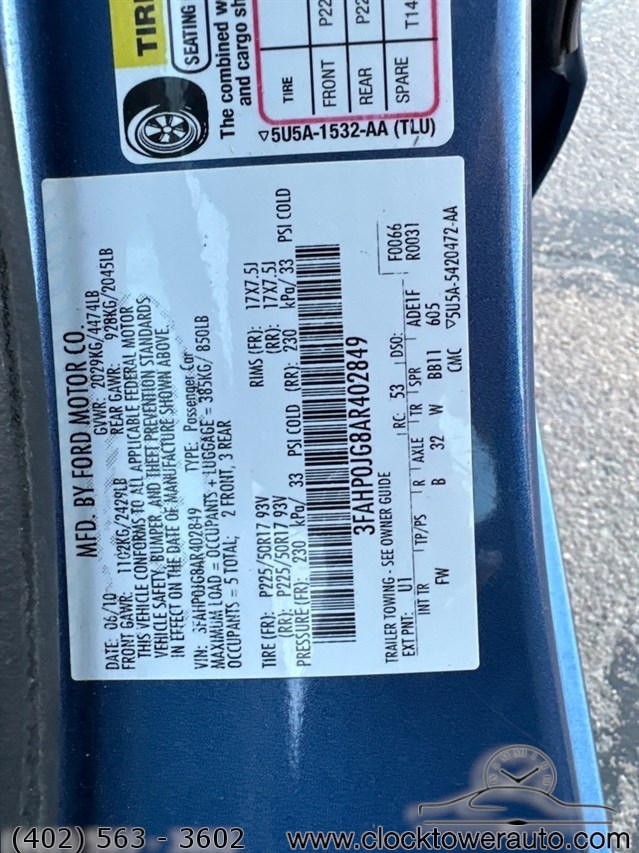 TIRE
SEATING
The combined w
and cargo sh
TIRE
FRONT P22
REAR P22
SPARE T14
▽5U5A-1532-AA (TLU)
MFD. BY FORD MOTOR CO.
DATE: 06/10 GVWR: 2029KG/4474LB
FRONT GAWR: 1102KG/2429LB REAR GAWR: 928KG/2045LB
THIS VEHICLE CONFORMS TO ALL APPLICABLE FEDERAL MOTOR
VEHICLE SAFETY, BUMPER, AND THEFT PREVENTION STANDARDS
IN EFFECT ON THE DATE OF MANUFACTURE SHOWN ABOVE.
VIN: 3FAHP0JG8AR402849 TYPE: Passenger Car
MAXIMUM LOAD = OCCUPANTS + LUGGAGE = 385KG/ 850LB
OCCUPANTS = 5 TOTAL; 2 FRONT, 3 REAR
TIRE (FR): P225/50R17 93V RIMS (FR): 17X7.5J
(RR): P225/50R17 93V (RR): 17X7.5J
PRESSURE (FR): 230 kPa/ 33 PSI COLD (RR): 230 kPa/ 33 PSI COLD
3FAHP0JG8AR402849
TRAILER TOWING - SEE OWNER GUIDE F0066
EXT PNT: U1 RC: 53 DSO: R0031
INT TR TP/PS R AXLE TR SPR ADE1F
FW B 32 W BB11 605
CMC ▽5U5A-5420472-AA
(402) 563 - 3602 www.clocktowerauto.com